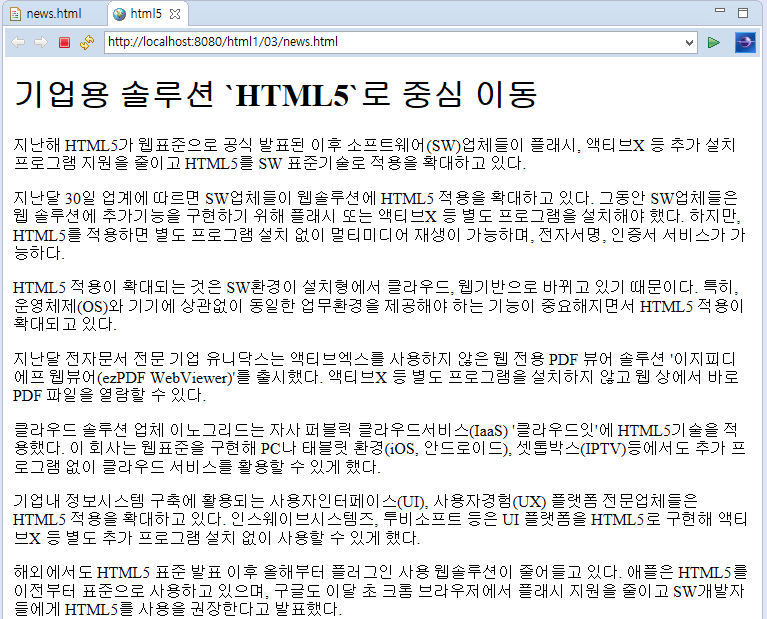 news.html
html5
http://localhost:8080/html1/03/news.html
기업용 솔루션 `HTML5`로 중심 이동
지난해 HTML5가 웹표준으로 공식 발표된 이후 소프트웨어(SW)업체들이 플래시, 액티브X 등 추가 설치
프로그램 지원을 줄이고 HTML5를 SW 표준기술로 적용을 확대하고 있다.
지난달 30일 업계에 따르면 SW업체들이 웹솔루션에 HTML5 적용을 확대하고 있다. 그동안 SW업체들은
웹 솔루션에 추가기능을 구현하기 위해 플래시 또는 액티브X 등 별도 프로그램을 설치해야 했다. 하지만,
HTML5를 적용하면 별도 프로그램 설치 없이 멀티미디어 재생이 가능하며, 전자서명, 인증서 서비스가 가
능하다.
HTML5 적용이 확대되는 것은 SW환경이 설치형에서 클라우드, 웹기반으로 바뀌고 있기 때문이다. 특히,
운영체제(OS)와 기기에 상관없이 동일한 업무환경을 제공해야 하는 기능이 중요해지면서 HTML5 적용이
확대되고 있다.
지난달 전자문서 전문 기업 유니닥스는 액티브엑스를 사용하지 않은 웹 전용 PDF 뷰어 솔루션 '이지피디
에프 웹뷰어(ezPDF WebViewer)'를 출시했다. 액티브X 등 별도 프로그램을 설치하지 않고 웹 상에서 바로
PDF 파일을 열람할 수 있다.
클라우드 솔루션 업체 이노그리드는 자사 퍼블릭 클라우드서비스(IaaS) '클라우드잇'에 HTML5기술을 적
용했다. 이 회사는 웹표준을 구현해 PC나 태블릿 환경(iOS, 안드로이드), 셋톱박스(IPTV)등에서도 추가 프
로그램 없이 클라우드 서비스를 활용할 수 있게 했다.
기업내 정보시스템 구축에 활용되는 사용자인터페이스(UI), 사용자경험(UX) 플랫폼 전문업체들은
HTML5 적용을 확대하고 있다. 인스웨이브시스템즈, 투비소프트 등은 UI 플랫폼을 HTML5로 구현해 액티
브X 등 별도 추가 프로그램 설치 없이 사용할 수 있게 했다.
해외에서도 HTML5 표준 발표 이후 올해부터 플러그인 사용 웹솔루션이 줄어들고 있다. 애플은 HTML5를
이전부터 표준으로 사용하고 있으며, 구글도 이달 초 크롬 브라우저에서 플래시 지원을 줄이고 SW개발자
들에게 HTML5를 사용을 권장한다고 발표했다.